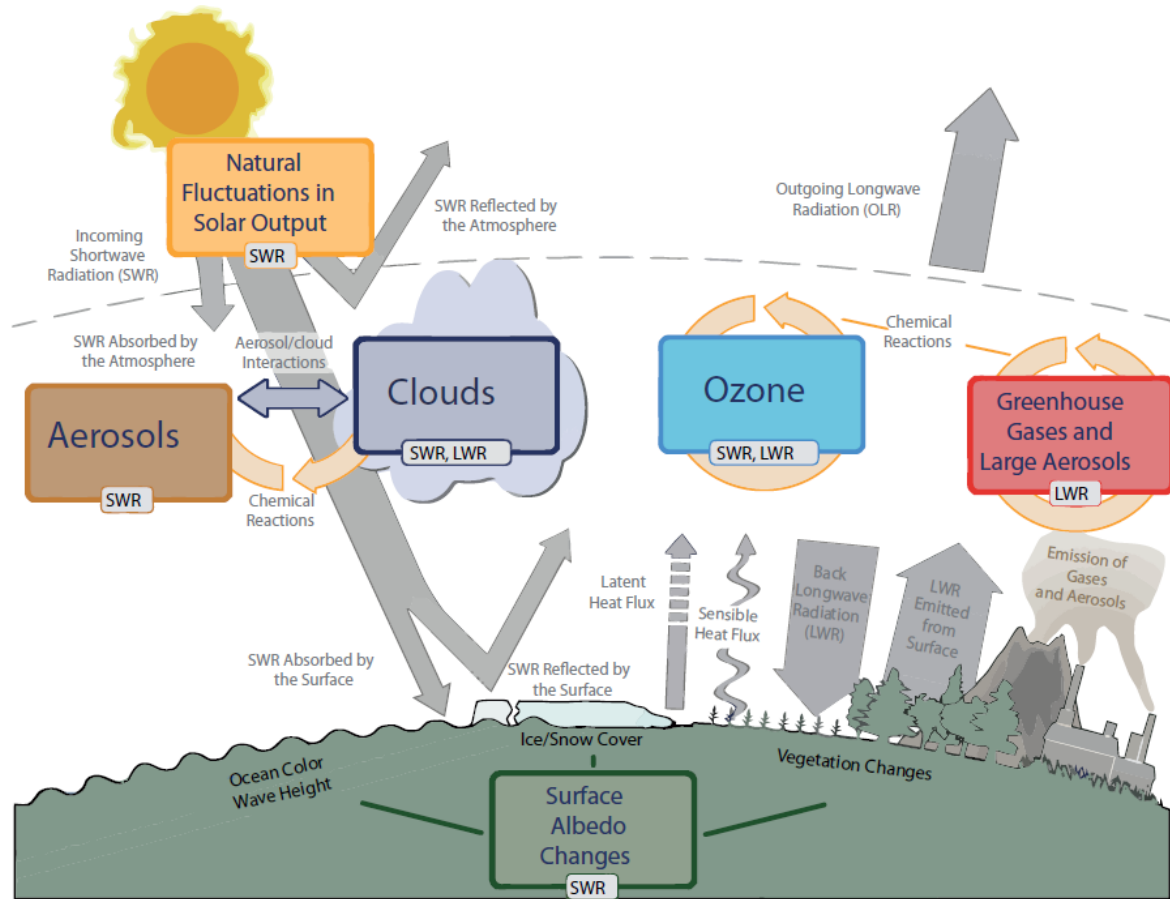 Natural
Fluctuations in
Solar Output
SWR
Incoming
Shortwave
Radiation (SWR)
SWR Reflected by
the Atmosphere
Outgoing Longwave
Radiation (OLR)
SWR Absorbed by
the Atmosphere
Aerosol/cloud
Interactions
Chemical
Reactions
Aerosols
SWR
Clouds
SWR, LWR
Ozone
SWR, LWR
Greenhouse
Gases and
Large Aerosols
LWR
Chemical
Reactions
Latent
Heat Flux
Sensible
Heat Flux
Back
Longwave
Radiation
(LWR)
LWR
Emitted
from
Surface
Emission of
Gases
and Aerosols
SWR Absorbed by
the Surface
SWR Reflected by
the Surface
Ocean Color
Wave Height
Ice/Snow Cover
Vegetation Changes
Surface
Albedo
Changes
SWR